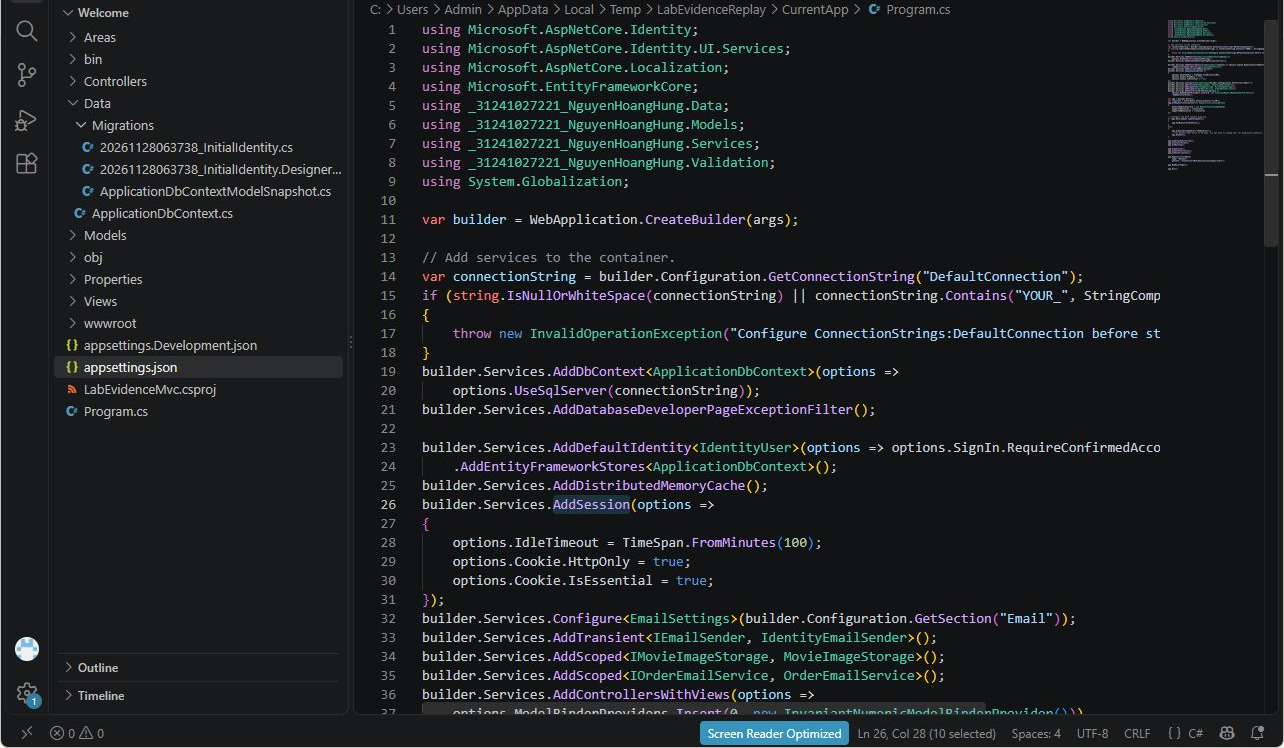 Welcome
Areas
bin
Controllers
Data
Migrations
C# 20261128063738_InitialIdentity.cs
C# 20261128063738_InitialIdentity.Designer...
C# ApplicationDbContextModelSnapshot.cs
C# ApplicationDbContext.cs
Models
obj
Properties
Views
wwwroot
{} appsettings.Development.json
{} appsettings.json
LabEvidenceMvc.csproj
C# Program.cs
Outline
Timeline
1
C: > Users > Admin > AppData > Local > Temp > LabEvidenceReplay > CurrentApp > C# Program.cs
1 using Microsoft.AspNetCore.Identity;
2 using Microsoft.AspNetCore.Identity.UI.Services;
3 using Microsoft.AspNetCore.Localization;
4 using Microsoft.EntityFrameworkCore;
5 using _31241027221_NguyenHoangHung.Data;
6 using _31241027221_NguyenHoangHung.Models;
7 using _31241027221_NguyenHoangHung.Services;
8 using _31241027221_NguyenHoangHung.Validation;
9 using System.Globalization;
10
11 var builder = WebApplication.CreateBuilder(args);
12
13 // Add services to the container.
14 var connectionString = builder.Configuration.GetConnectionString("DefaultConnection");
15 if (string.IsNullOrWhiteSpace(connectionString) || connectionString.Contains("YOUR_", StringComp
16 {
17 throw new InvalidOperationException("Configure ConnectionStrings:DefaultConnection before st
18 }
19 builder.Services.AddDbContext<ApplicationDbContext>(options =>
20 options.UseSqlServer(connectionString));
21 builder.Services.AddDatabaseDeveloperPageExceptionFilter();
22
23 builder.Services.AddDefaultIdentity<IdentityUser>(options => options.SignIn.RequireConfirmedAcco
24 .AddEntityFrameworkStores<ApplicationDbContext>();
25 builder.Services.AddDistributedMemoryCache();
26 builder.Services.AddSession(options =>
27 {
28 options.IdleTimeout = TimeSpan.FromMinutes(100);
29 options.Cookie.HttpOnly = true;
30 options.Cookie.IsEssential = true;
31 });
32 builder.Services.Configure<EmailSettings>(builder.Configuration.GetSection("Email"));
33 builder.Services.AddTransient<IEmailSender, IdentityEmailSender>();
34 builder.Services.AddScoped<IMovieImageStorage, MovieImageStorage>();
35 builder.Services.AddScoped<IOrderEmailService, OrderEmailService>();
36 builder.Services.AddControllersWithViews(options =>
37 options.ModelBinderProviders.Insert(0, new InvariantNumericModelBinderProvider()))
0 0 Screen Reader Optimized Ln 26, Col 28 (10 selected) Spaces: 4 UTF-8 CRLF {} C#